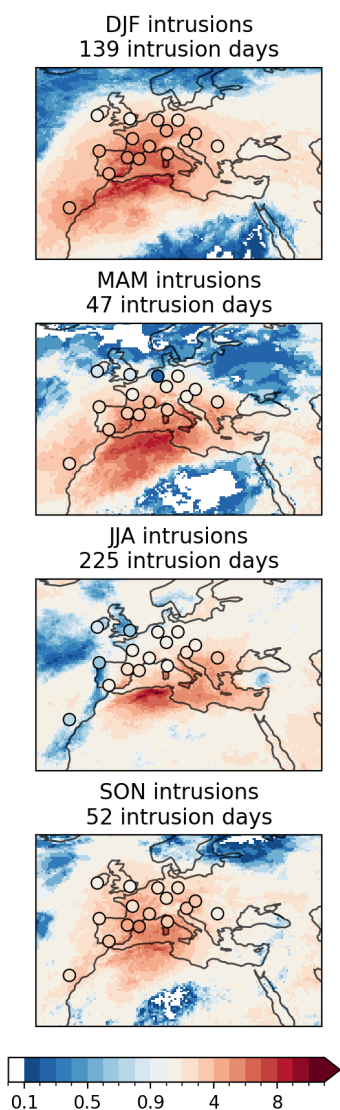 DJF intrusions
139 intrusion days
MAM intrusions
47 intrusion days
JJA intrusions
225 intrusion days
SON intrusions
52 intrusion days
0.1 0.5 0.9 4 8